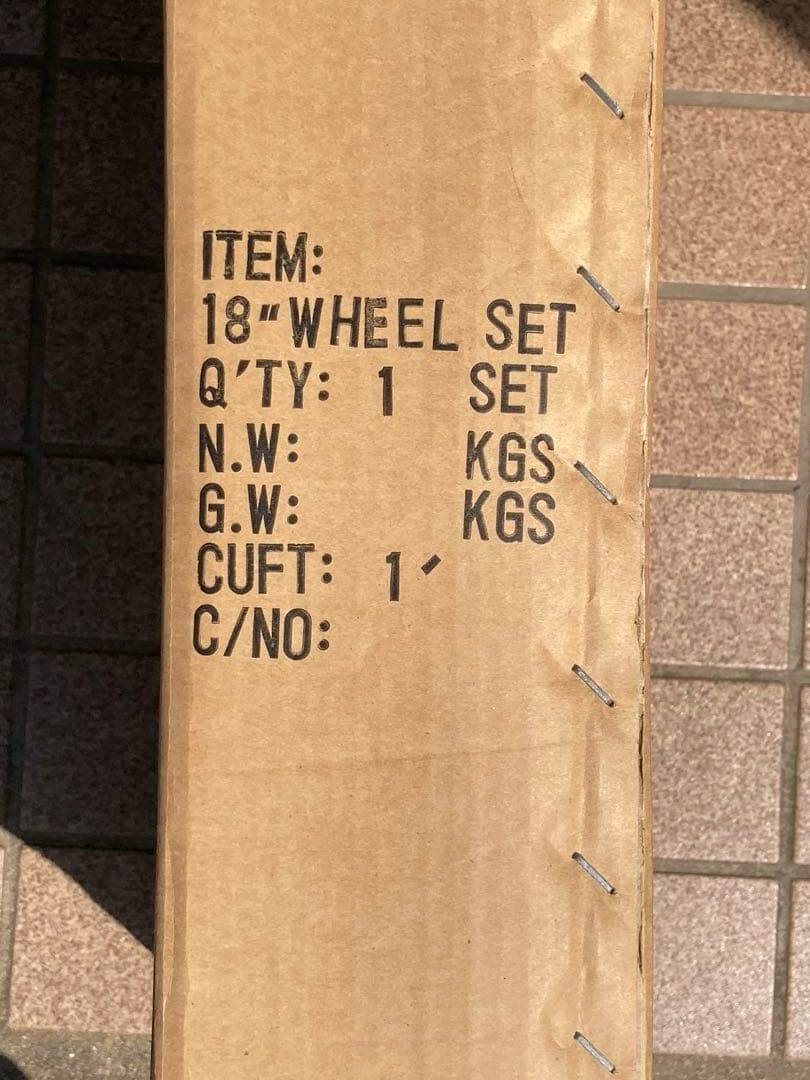 ITEM:
18"WHEEL SET
Q'TY: 1 SET
N.W: KGS
G.W: KGS
CUFT: 1'
C/NO: